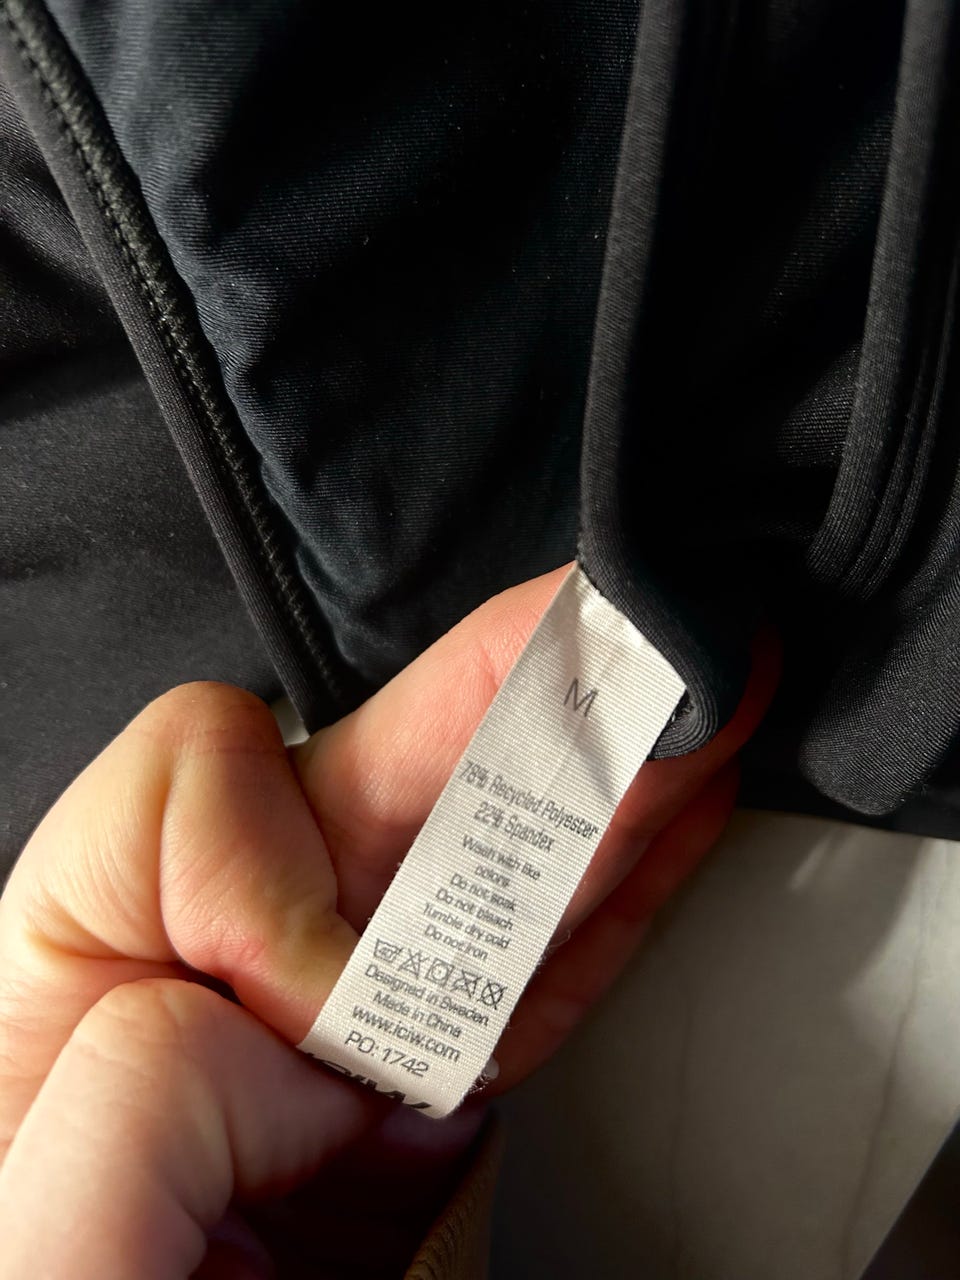 M
78% Recycled Polyester
22% Spandex
Wash with like
colors
Do not soak
Do not bleach
Tumble dry cold
Do not iron
Designed in Sweden
Made in China
www.iciw.com
PO: 1742